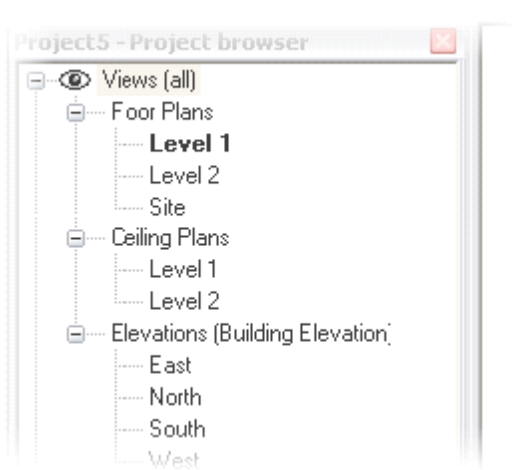 Project5 - Project browser
Views (all)
Foor Plans
Level 1
Level 2
Site
Ceiling Plans
Level 1
Level 2
Elevations (Building Elevation)
East
North
South
West